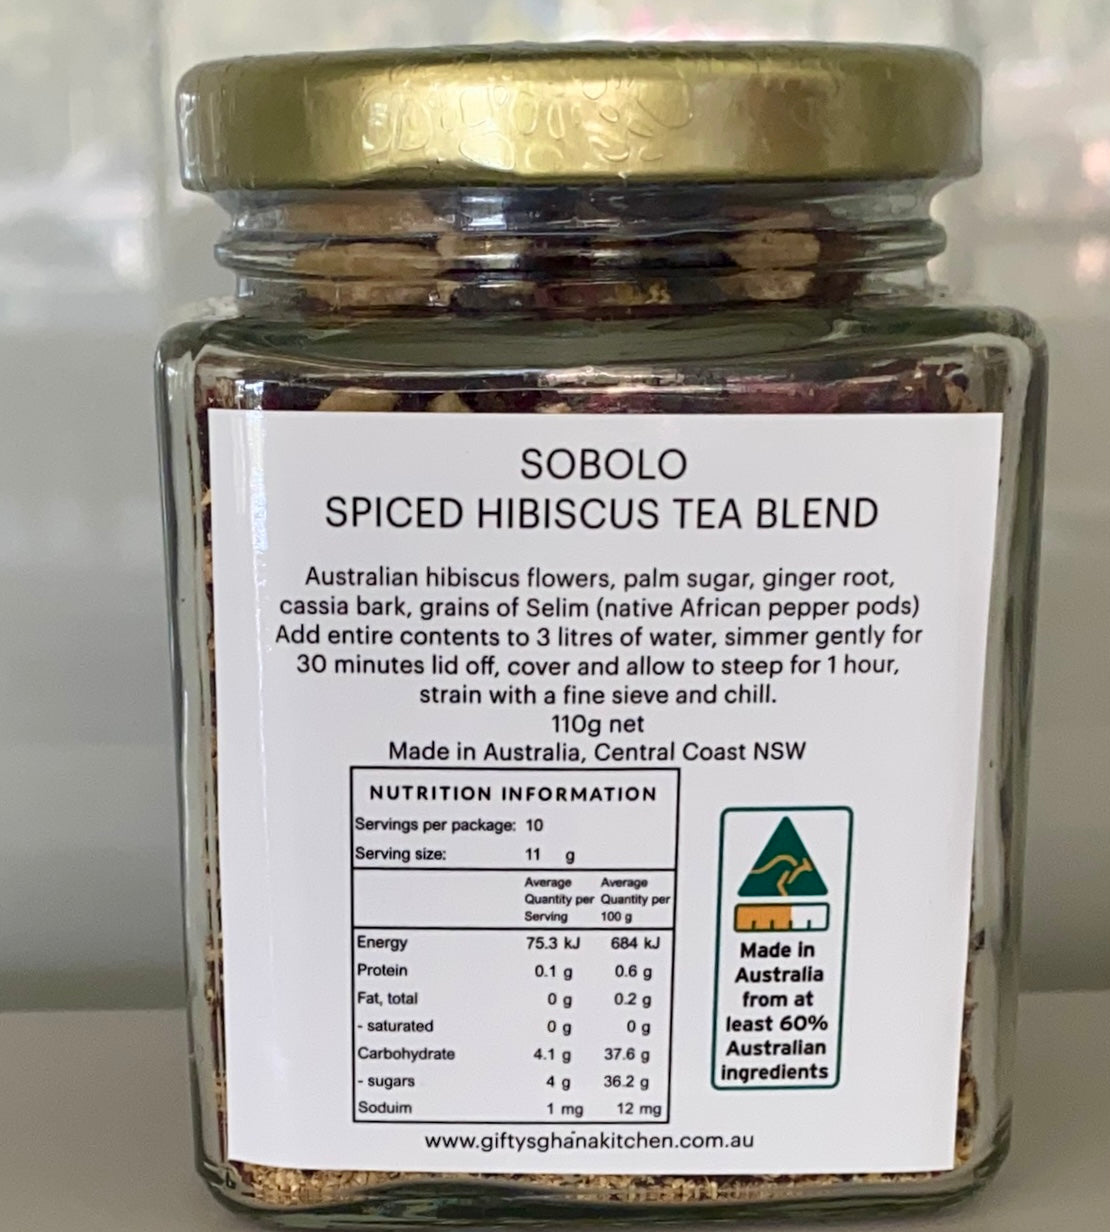 SOBOLO
SPICED HIBISCUS TEA BLEND
Australian hibiscus flowers, palm sugar, ginger root,
cassia bark, grains of Selim (native African pepper pods)
Add entire contents to 3 litres of water, simmer gently for
30 minutes lid off, cover and allow to steep for 1 hour,
strain with a fine sieve and chill.
110g net
Made in Australia, Central Coast NSW
NUTRITION INFORMATION
Servings per package: 10
Serving size: 11 g
Average Average
Quantity per Quantity per
Serving 100 g
Energy 75.3 kJ 684 kJ
Protein 0.1 g 0.6 g
Fat, total 0 g 0.2 g
- saturated 0 g 0 g
Carbohydrate 4.1 g 37.6 g
- sugars 4 g 36.2 g
Soduim 1 mg 12 mg
Made in
Australia
from at
least 60%
Australian
ingredients
www.giftysghanakitchen.com.au